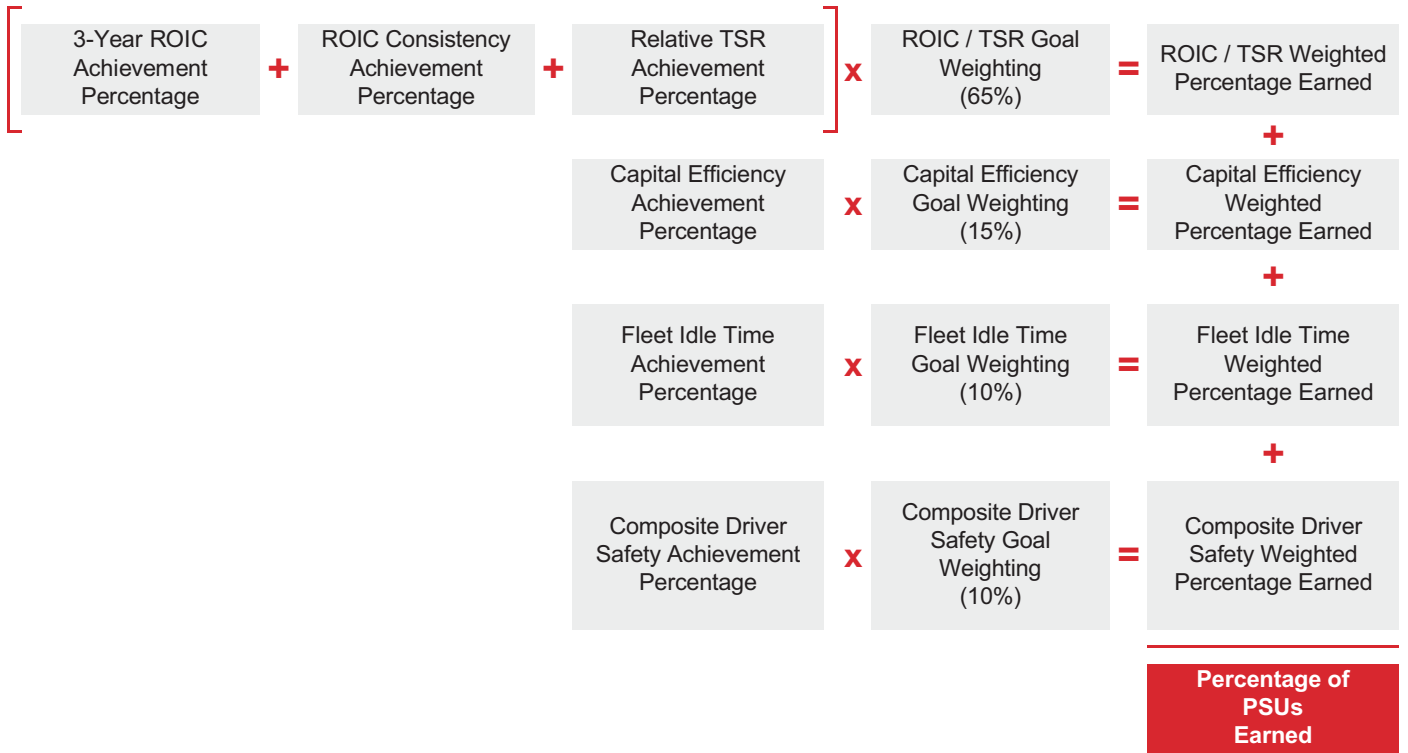 3-Year ROIC
Achievement
Percentage
+
ROIC Consistency
Achievement
Percentage
+
Relative TSR
Achievement
Percentage
x
ROIC / TSR Goal
Weighting
(65%)
=
ROIC / TSR Weighted
Percentage Earned
+
Capital Efficiency
Achievement
Percentage
x
Capital Efficiency
Goal Weighting
(15%)
=
Capital Efficiency
Weighted
Percentage Earned
+
Fleet Idle Time
Achievement
Percentage
x
Fleet Idle Time
Goal Weighting
(10%)
=
Fleet Idle Time
Weighted
Percentage Earned
+
Composite Driver
Safety Achievement
Percentage
x
Composite Driver
Safety Goal
Weighting
(10%)
=
Composite Driver
Safety Weighted
Percentage Earned
Percentage of
PSUs
Earned